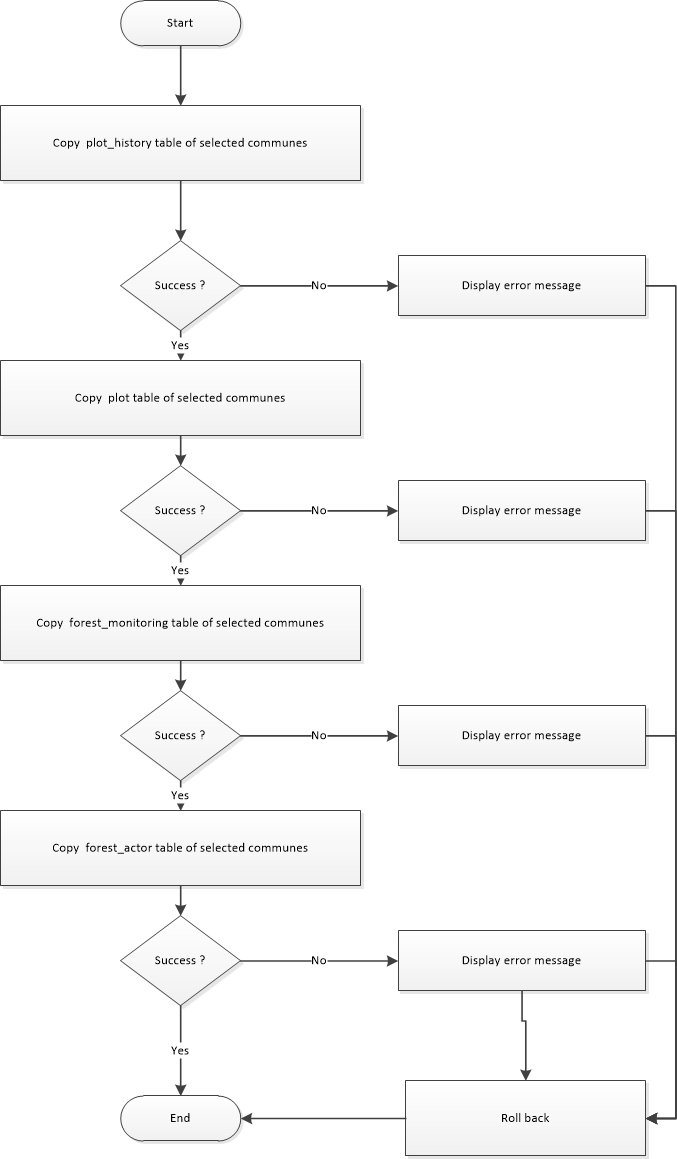 Start
Copy plot_history table of selected communes
Success ?
No
Display error message
Yes
Copy plot table of selected communes
Success ?
No
Display error message
Yes
Copy forest_monitoring table of selected communes
Success ?
No
Display error message
Yes
Copy forest_actor table of selected communes
Success ?
No
Display error message
Yes
End
Roll back